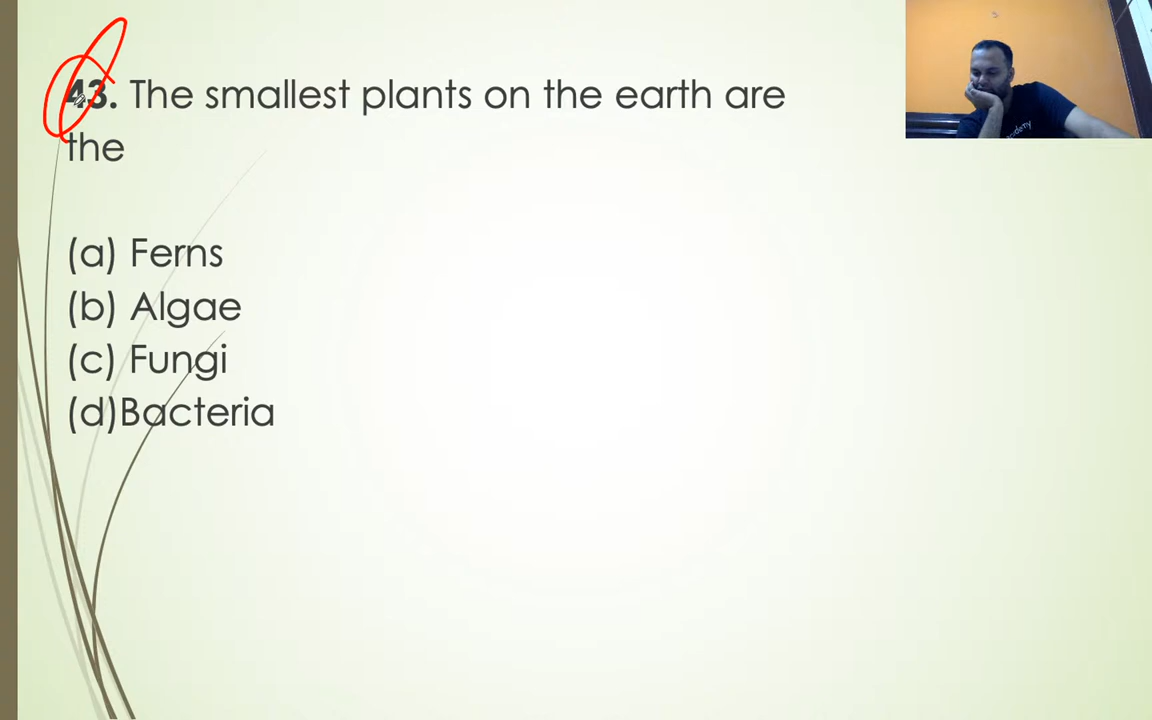 43. The smallest plants on the earth are
the
(a) Ferns
(b) Algae
(c) Fungi
(d)Bacteria